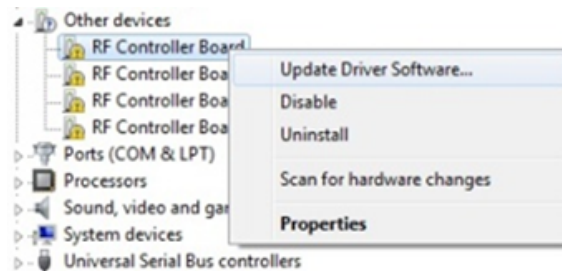 Other devices
RF Controller Board
RF Controller Boa
RF Controller Boa
RF Controller Boa
Ports (COM & LPT)
Processors
Sound, video and gar
System devices
Universal Serial Bus controllers
Update Driver Software...
Disable
Uninstall
Scan for hardware changes
Properties